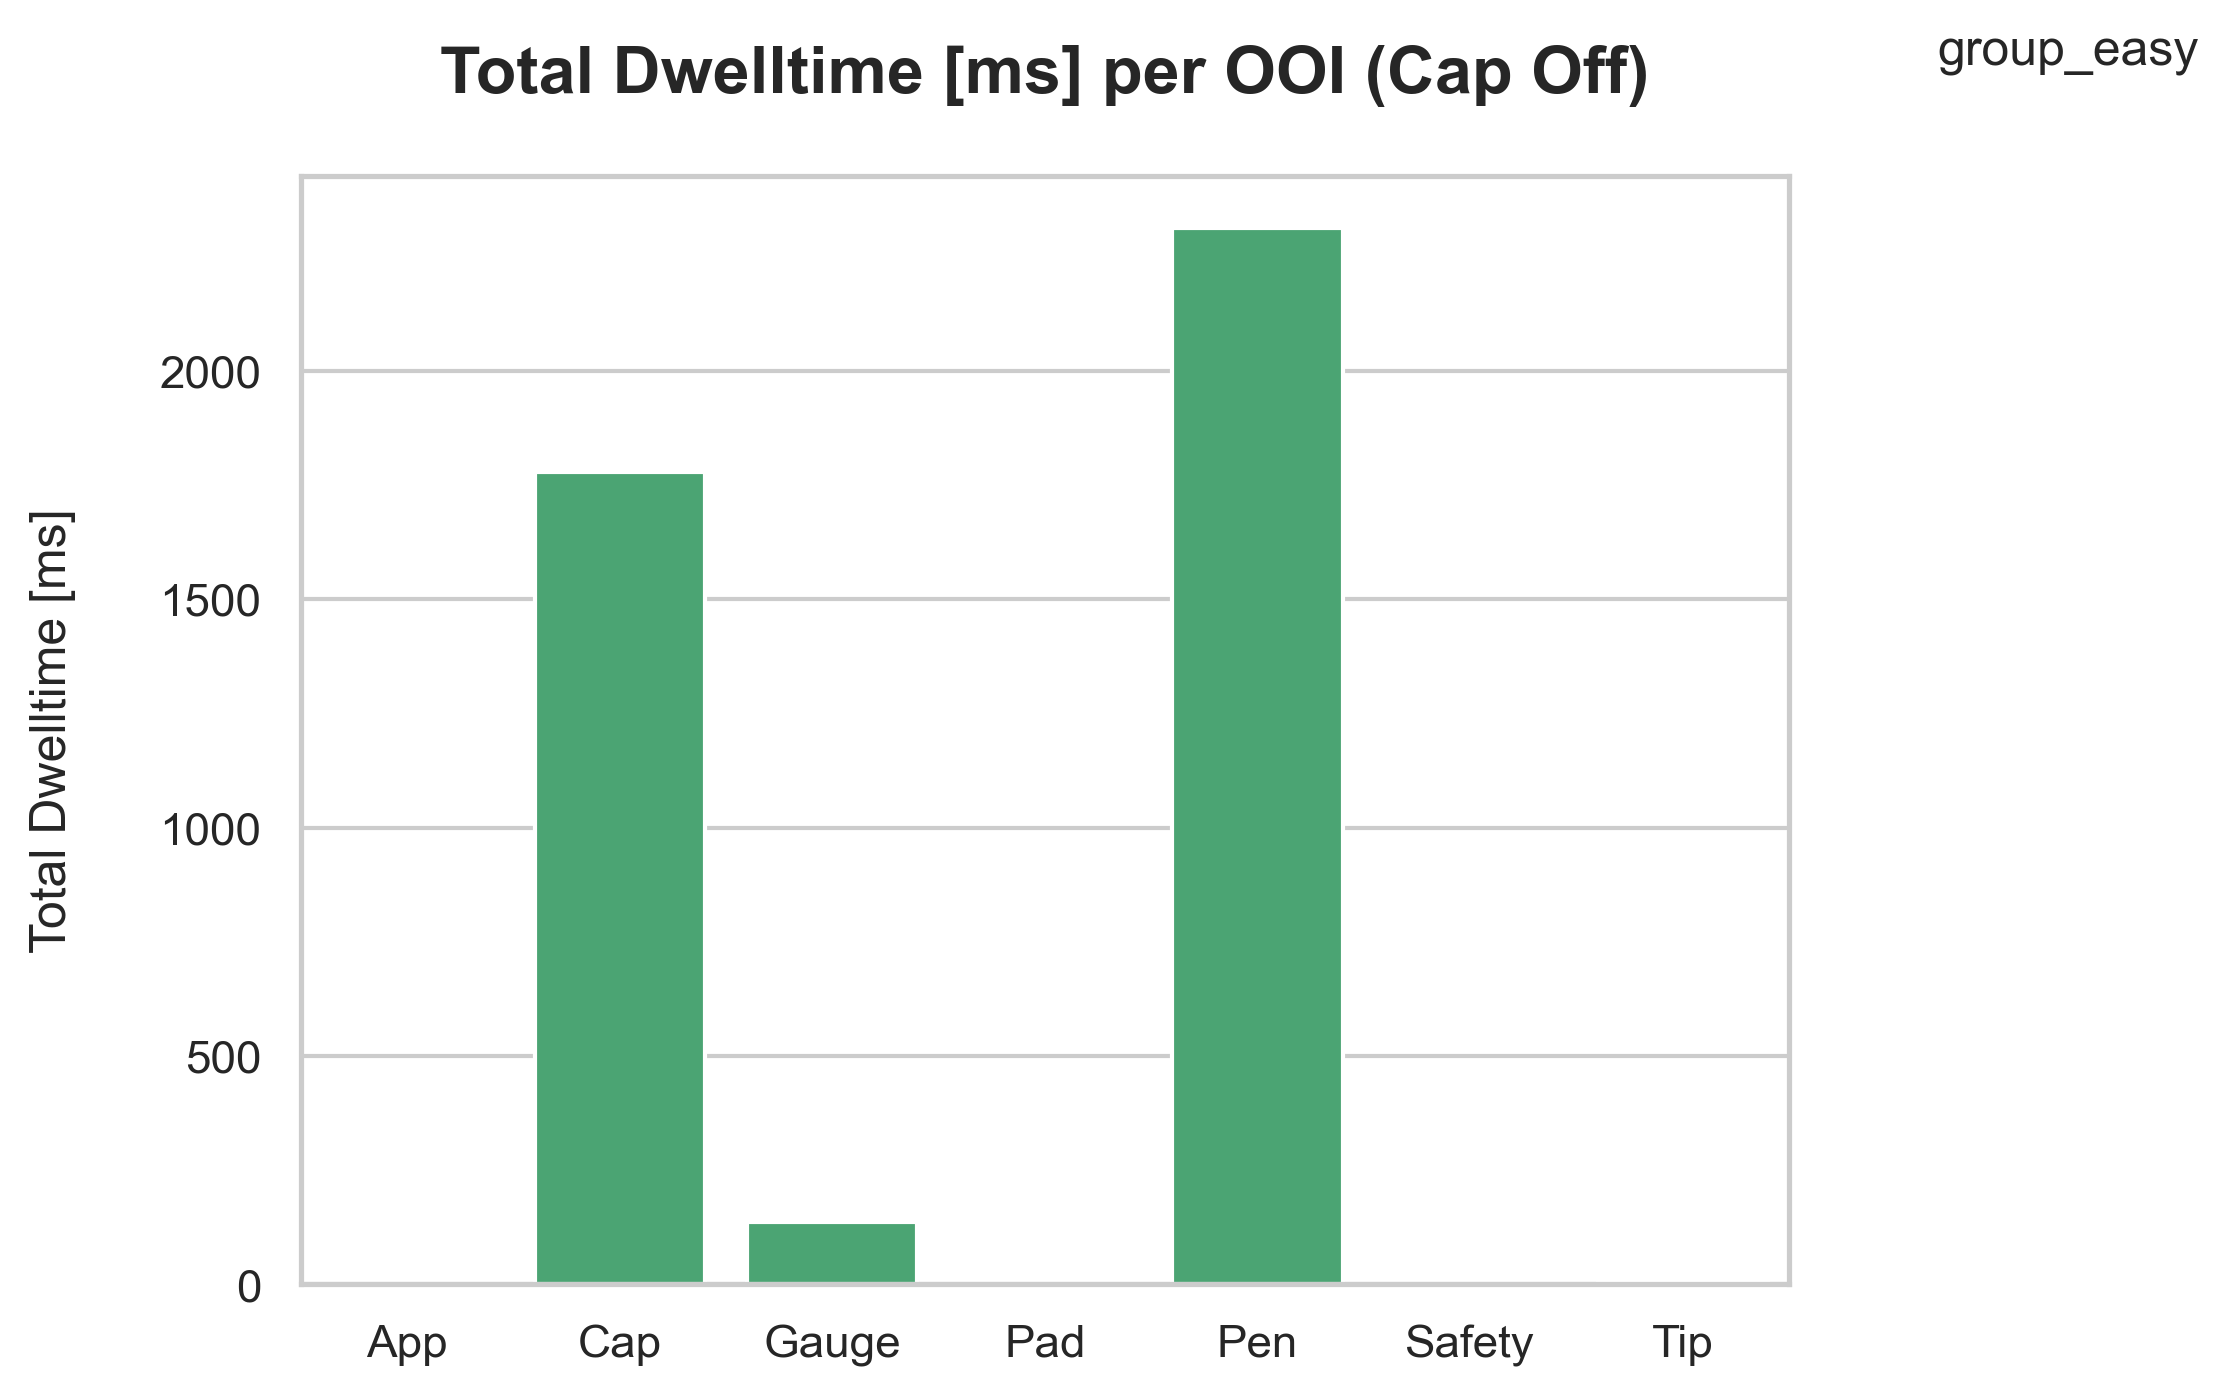 Total Dwelltime [ms] per OOI (Cap Off)
group_easy
Total Dwelltime [ms]
2000
1500
1000
500
0
App Cap Gauge Pad Pen Safety Tip